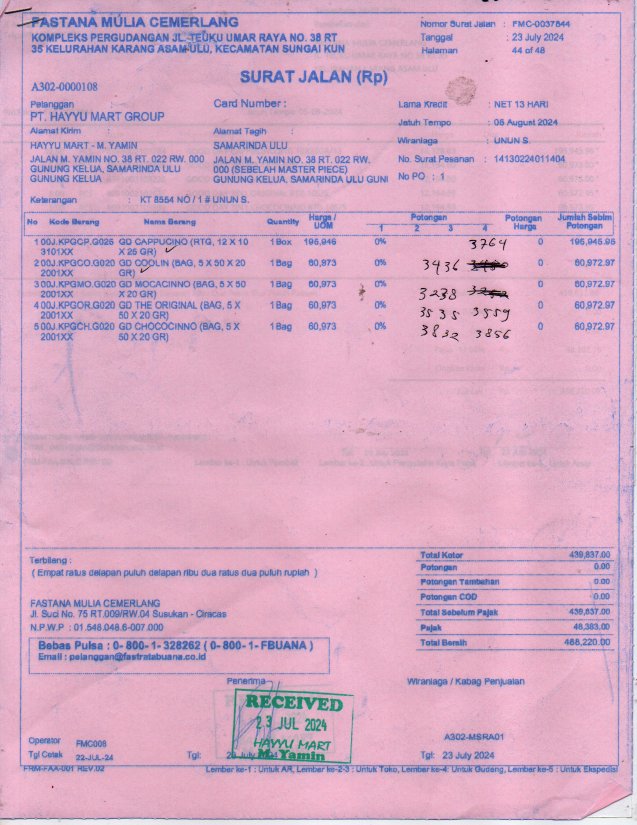 FASTANA MULIA CEMERLANG
KOMPLEKS PERGUDANGAN JL. TEUKU UMAR RAYA NO. 38 RT
35 KELURAHAN KARANG ASAM ULU, KECAMATAN SUNGAI KUN
Nomor Surat Jalan : FMC-0037644
Tanggal : 23 July 2024
Halaman : 44 of 48
SURAT JALAN (Rp)
A302-0000108
Pelanggan :
PT. HAYYU MART GROUP
Card Number :
Lama Kredit : NET 13 HARI
Jatuh Tempo : 05 August 2024
Alamat Kirim :
Alamat Tagih :
Wiraniaga : UNUN S.
HAYYU MART - M. YAMIN
SAMARINDA ULU
JALAN M. YAMIN NO. 38 RT. 022 RW. 000
GUNUNG KELUA, SAMARINDA ULU
GUNUNG KELUA
JALAN M. YAMIN NO. 38 RT. 022 RW.
000 (SEBELAH MASTER PIECE)
GUNUNG KELUA, SAMARINDA ULU GUNI
No. Surat Pesanan : 14130224011404
No PO : 1
Keterangan : KT 8554 NO / 1 # UNUN S.
No Kode Barang Nama Barang Quantity Harga / UOM Potongan 1 2 3 4 Potongan Harga Jumlah Seblm Potongan
1 00J.KPGCP.G025 GD CAPPUCINO (RTG, 12 X 10 1 Box 195,946 0% 3764 0 195,945.95
3101XX X 25 GR)
2 00J.KPGCO.G020 GD COOLIN (BAG, 5 X 50 X 20 1 Bag 60,973 0% 3436 0 60,972.97
2001XX GR)
3 00J.KPGMO.G020 GD MOCACINNO (BAG, 5 X 50 1 Bag 60,973 0% 3238 0 60,972.97
2001XX X 20 GR)
4 00J.KPGOR.G020 GD THE ORIGINAL (BAG, 5 X 1 Bag 60,973 0% 3535 3559 0 60,972.97
2001XX 50 X 20 GR)
5 00J.KPGCH.G020 GD CHOCOCINNO (BAG, 5 X 1 Bag 60,973 0% 3832 3856 0 60,972.97
2001XX 50 X 20 GR)
Terbilang :
( Empat ratus delapan puluh delapan ribu dua ratus dua puluh rupiah )
Total Kotor 439,837.00
Potongan 0.00
Potongan Tambahan 0.00
Potongan COD 0.00
Total Sebelum Pajak 439,837.00
Pajak 48,383.00
Total Bersih 488,220.00
FASTANA MULIA CEMERLANG
Jl. Suci No. 75 RT.009/RW.04 Susukan - Ciracas
N.P.W.P : 01.548.048.6-007.000
Bebas Pulsa : 0- 800- 1- 328262 ( 0- 800- 1- FBUANA )
Email : pelanggan@fastratabuana.co.id
Penerima
Wiraniaga / Kabag Penjualan
RECEIVED
23 JUL 2024
HAYYU MART
M. Yamin
A302-MSRA01
Operator FMC008
Tgl Cetak 22-JUL-24
Tgl: 23 July 2024
Tgl: 23 July 2024
FRM-FAA-001 REV.02
Lember ke-1 : Untuk AR, Lember ke-2-3 : Untuk Toko, Lember ke-4: Untuk Gudang, Lember ke-5 : Untuk Ekspedisi